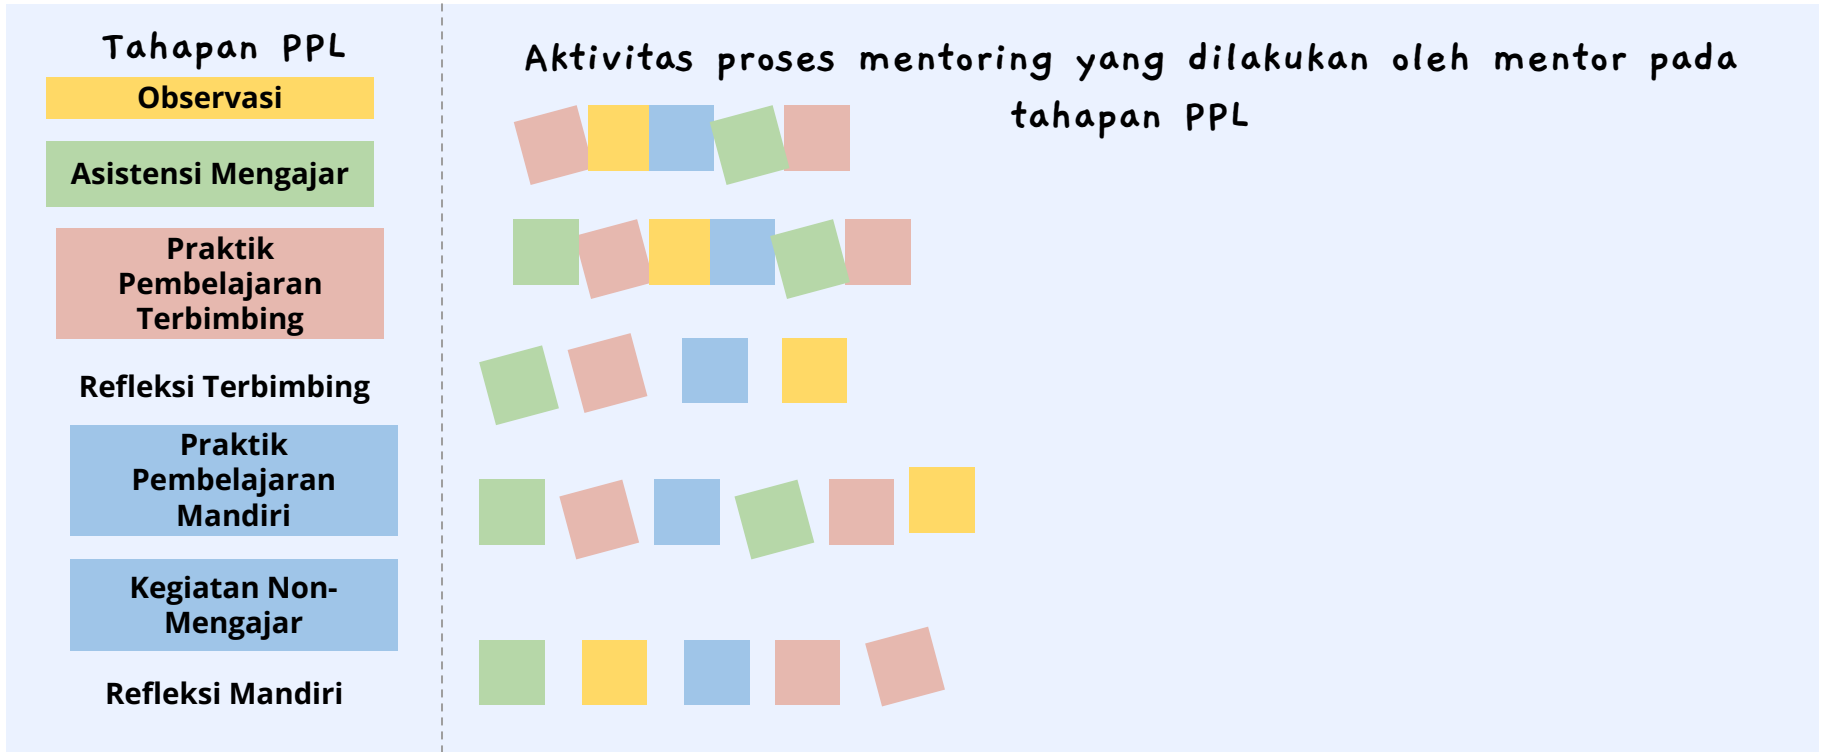 Tahapan PPL
Observasi
Asistensi Mengajar
Praktik
Pembelajaran
Terbimbing
Refleksi Terbimbing
Praktik
Pembelajaran
Mandiri
Kegiatan Non-
Mengajar
Refleksi Mandiri
Aktivitas proses mentoring yang dilakukan oleh mentor pada
tahapan PPL